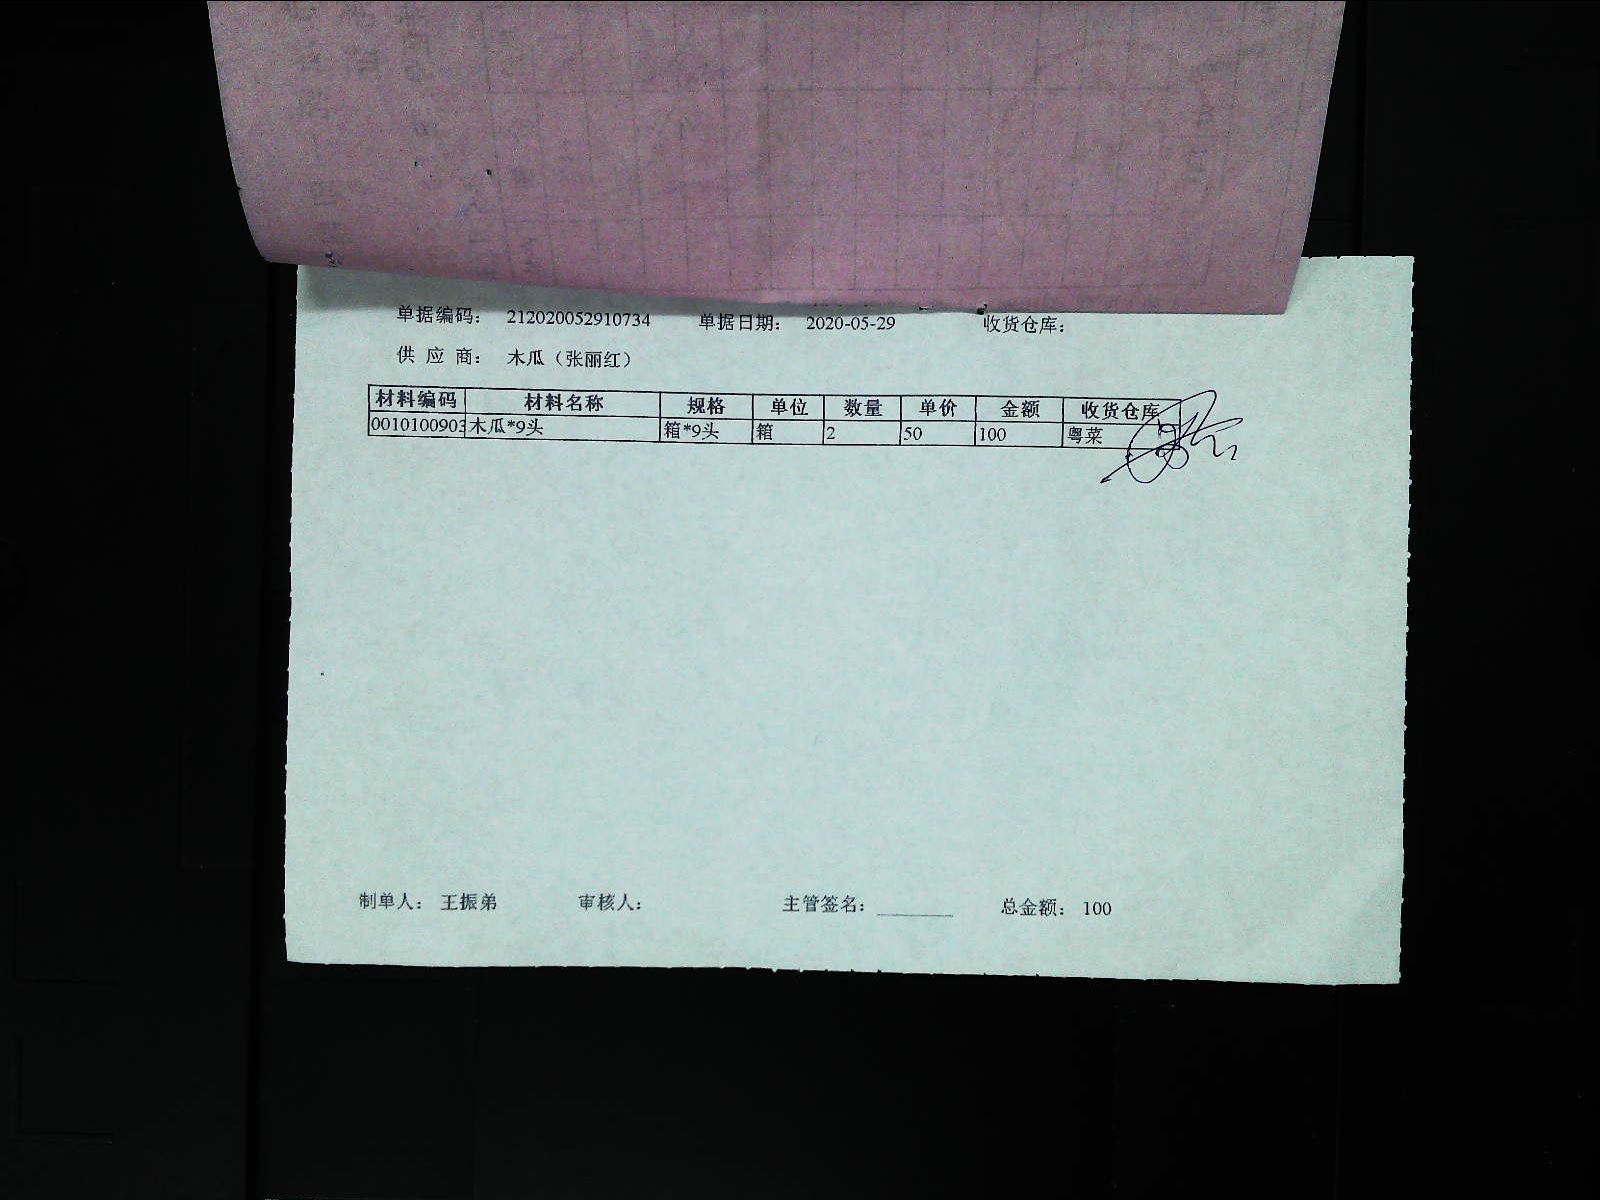 单据编码： 212020052910734 单据日期： 2020-05-29 收货仓库：
供 应 商： 木瓜（张丽红）
材料编码 材料名称 规格 单位 数量 单价 金额 收货仓库
0010100903 木瓜*9头 箱*9头 箱 2 50 100 粤菜
制单人： 王振弟 审核人： 主管签名： 总金额： 100